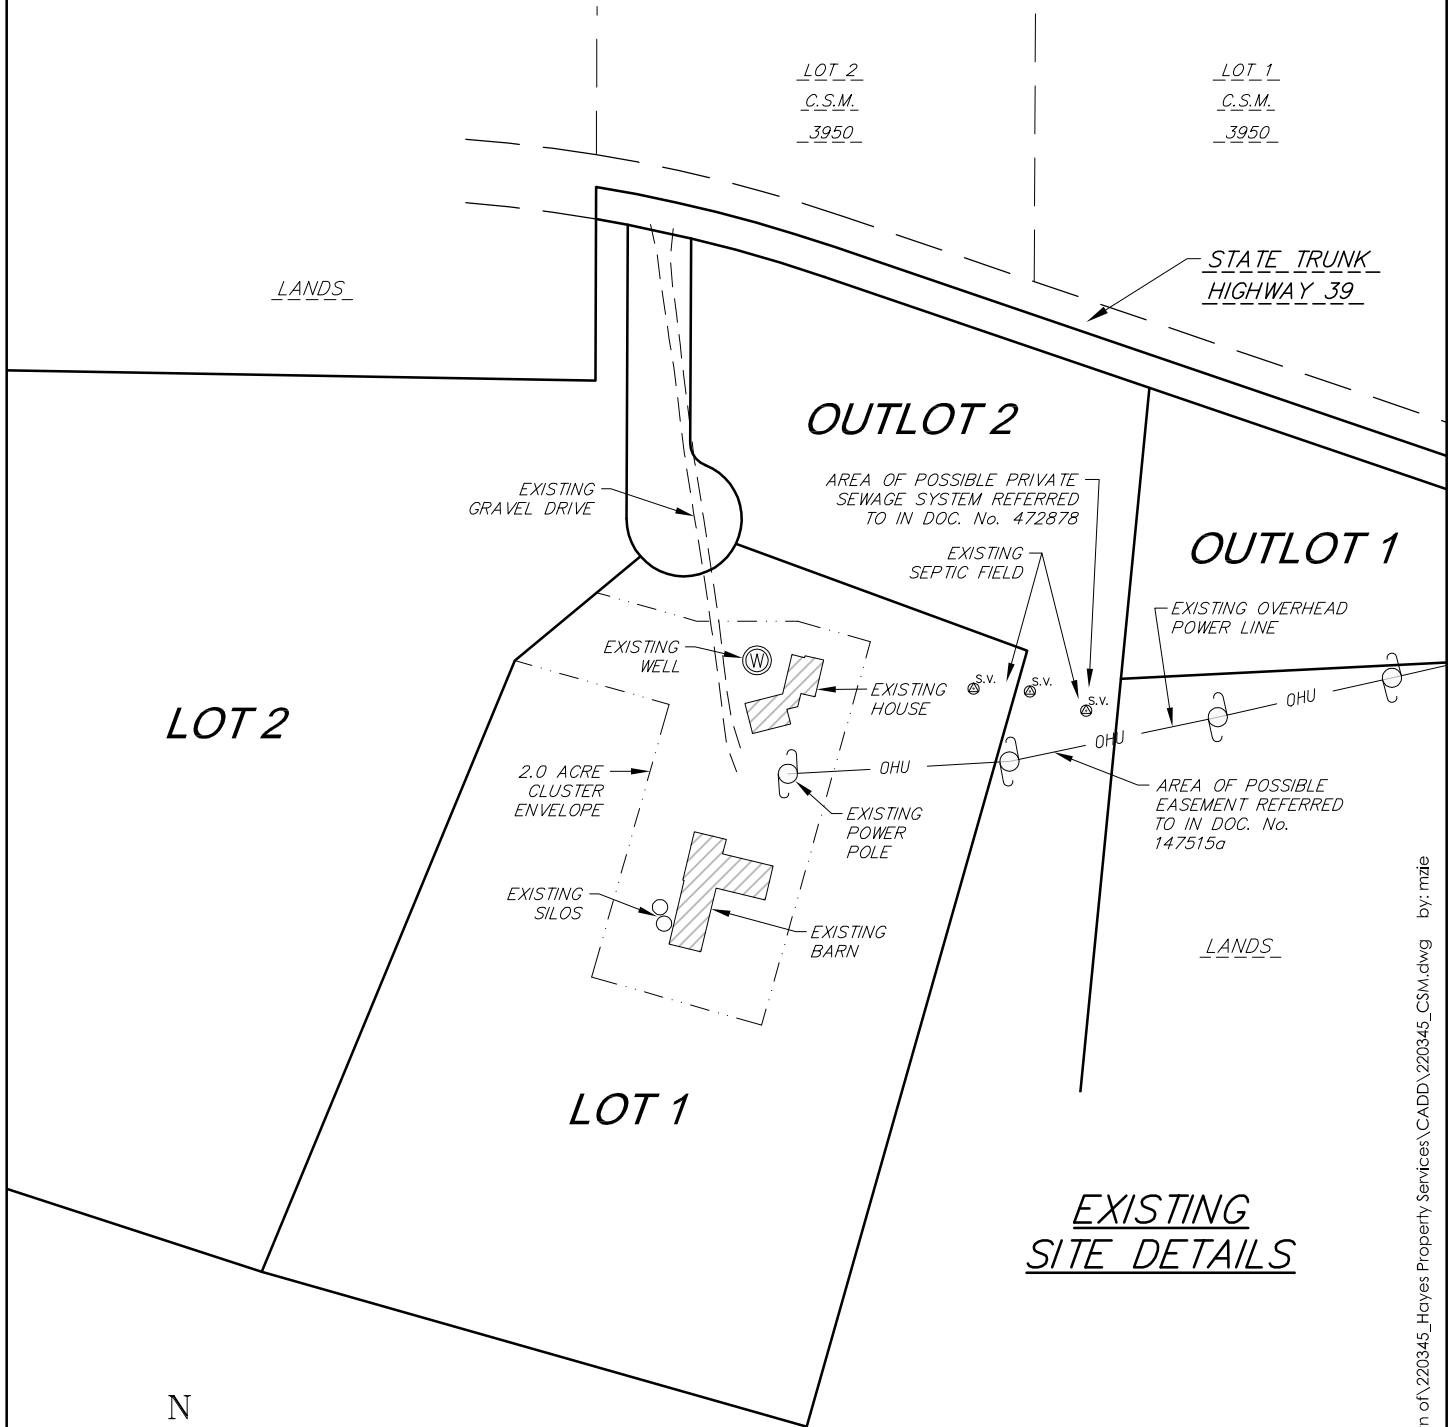 LOT 2
C.S.M.
3950
LOT 1
C.S.M.
3950
STATE TRUNK
HIGHWAY 39
LANDS
OUTLOT 2
EXISTING
GRAVEL DRIVE
AREA OF POSSIBLE PRIVATE
SEWAGE SYSTEM REFERRED
TO IN DOC. No. 472878
OUTLOT 1
EXISTING
SEPTIC FIELD
EXISTING OVERHEAD
POWER LINE
EXISTING
WELL
W
EXISTING
HOUSE
S.V.
S.V.
S.V.
LOT 2
OHU
OHU
OHU
2.0 ACRE
CLUSTER
ENVELOPE
EXISTING
POWER
POLE
AREA OF POSSIBLE
EASEMENT REFERRED
TO IN DOC. No.
147515a
EXISTING
SILOS
EXISTING
BARN
LANDS
LOT 1
EXISTING
SITE DETAILS
N
n of\220345_Hayes Property Services\CADD\220345_CSM.dwg by: mzie